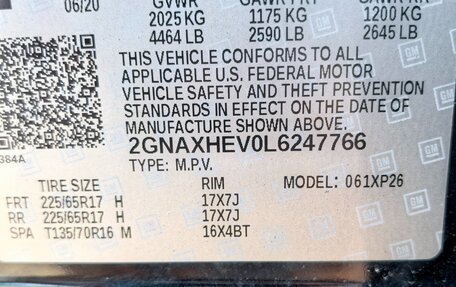 06/20 GVWR GAWR FRT GAWR RR
2025 KG 1175 KG 1200 KG
4464 LB 2590 LB 2645 LB
THIS VEHICLE CONFORMS TO ALL
APPLICABLE U.S. FEDERAL MOTOR
VEHICLE SAFETY AND THEFT PREVENTION
STANDARDS IN EFFECT ON THE DATE OF
MANUFACTURE SHOWN ABOVE.
384A 2GNAXHEV0L6247766
TYPE: M.P.V.
TIRE SIZE RIM MODEL: 061XP26
FRT 225/65R17 H 17X7J
RR 225/65R17 H 17X7J
SPA T135/70R16 M 16X4BT
GM